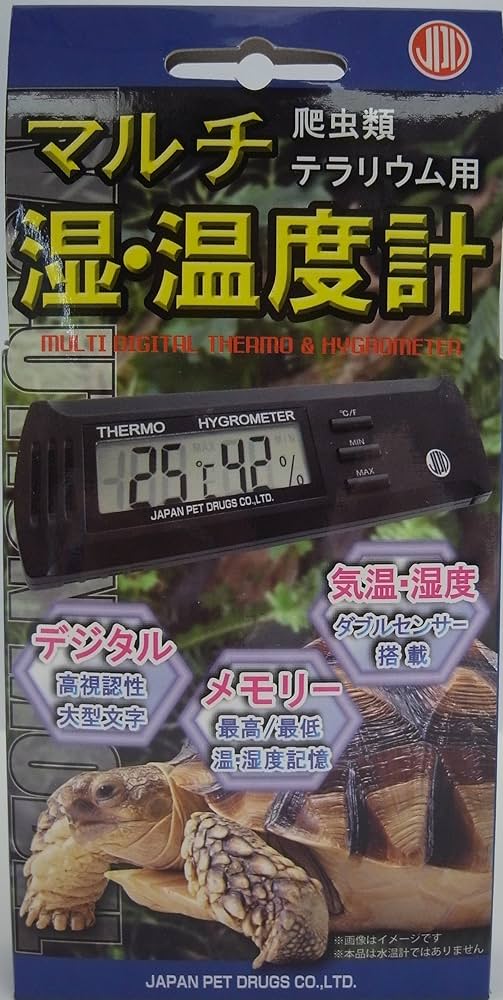 JPD
マルチ
爬虫類
テラリウム用
湿・温度計
MULTI DIGITAL THERMO & HYGROMETER
THERMO HYGROMETER
°C/F
MIN
MAX
25 °C 42 %
JAPAN PET DRUGS CO.,LTD.
JPD
気温・湿度
ダブルセンサー
搭載
デジタル
高視認性
大型文字
メモリー
最高/最低
温・湿度記憶
※画像はイメージです
※本品は水温計ではありません
JAPAN PET DRUGS CO.,LTD.